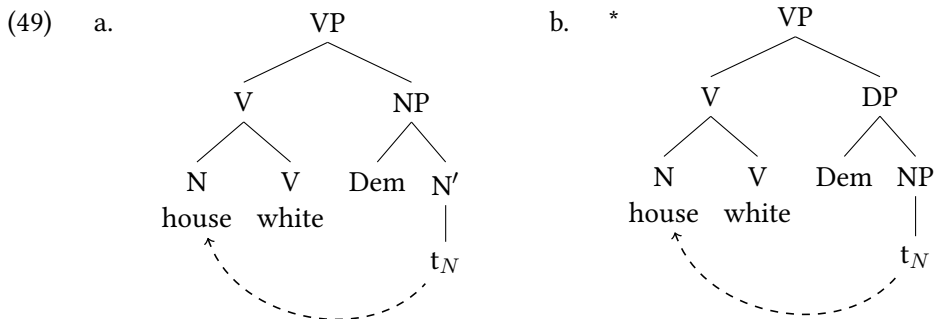 (49) a. VP b. * VP
V NP V DP
N V Dem N′ N V Dem NP
house white house white
t_N t_N